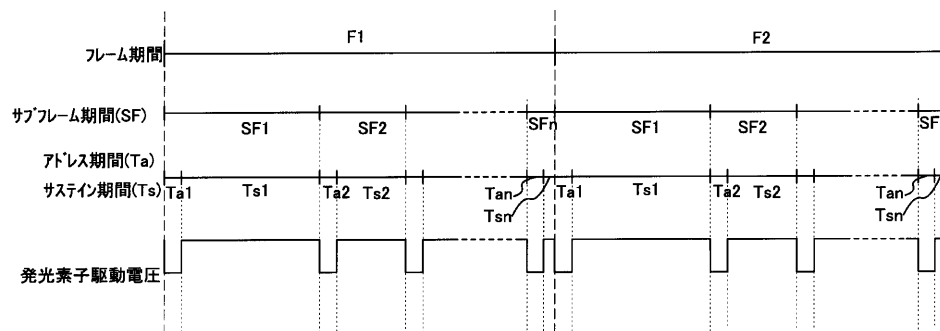 F1 F2
フレーム期間
サブフレーム期間(SF) SF1 SF2 SFn SF1 SF2 SF
アドレス期間(Ta)
サステイン期間(Ts) Ta1 Ts1 Ta2 Ts2 Tan Ta1 Ts1 Ta2 Ts2 Tan
Tsn Tsn
発光素子駆動電圧